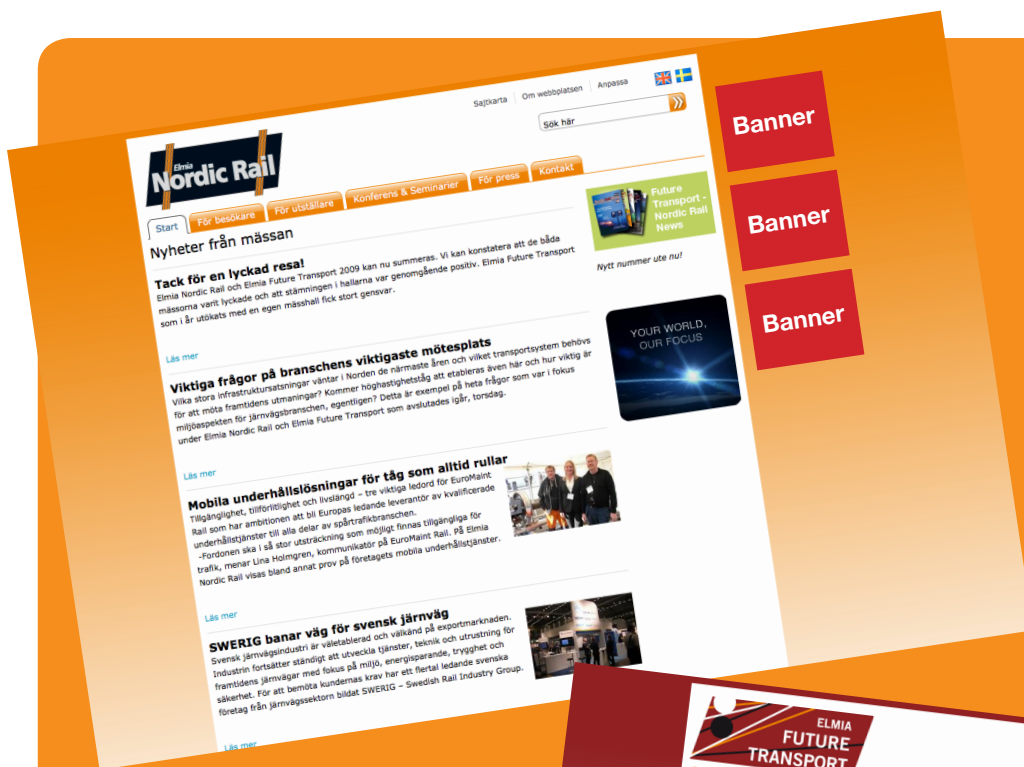 Sajtkarta
Om webbplatsen
Anpassa
Sök här
Elmia
Nordic Rail
Start
För besökare
För utställare
Konferens & Seminarier
För press
Kontakt
Nyheter från mässan
Tack för en lyckad resa!
Elmia Nordic Rail och Elmia Future Transport 2009 kan nu summeras. Vi kan konstatera att de båda
mässorna varit lyckade och att stämningen i hallarna var genomgående positiv. Elmia Future Transport
som i år utökats med en egen mässhall fick stort gensvar.
Läs mer
Viktiga frågor på branschens viktigaste mötesplats
Vilka stora infrastruktursatsningar väntar i Norden de närmaste åren och vilket transportsystem behövs
för att möta framtidens utmaningar? Kommer höghastighetståg att etableras även här och hur viktig är
miljöaspekten för järnvägsbranschen, egentligen? Detta är exempel på heta frågor som var i fokus
under Elmia Nordic Rail och Elmia Future Transport som avslutades igår, torsdag.
Läs mer
Mobila underhållslösningar för tåg som alltid rullar
Tillgänglighet, tillförlitlighet och livslängd – tre viktiga ledord för EuroMaint
Rail som har ambitionen att bli Europas ledande leverantör av kvalificerade
underhållstjänster till alla delar av spårtrafikbranschen.
-Fordonen ska i så stor utsträckning som möjligt finnas tillgängliga för
trafik, menar Lina Holmgren, kommunikatör på EuroMaint Rail. På Elmia
Nordic Rail visas bland annat prov på företagets mobila underhållstjänster.
Läs mer
SWERIG banar väg för svensk järnväg
Svensk järnvägsindustri är väletablerad och välkänd på exportmarknaden.
Industrin fortsätter ständigt att utveckla tjänster, teknik och utrustning för
framtidens järnvägar med fokus på miljö, energisparande, trygghet och
säkerhet. För att bemöta kundernas krav har ett flertal ledande svenska
företag från järnvägssektorn bildat SWERIG – Swedish Rail Industry Group.
Läs mer
Future
Transport -
Nordic Rail
News
Nytt nummer ute nu!
YOUR WORLD,
OUR FOCUS
Banner
Banner
Banner
ELMIA
FUTURE
TRANSPORT